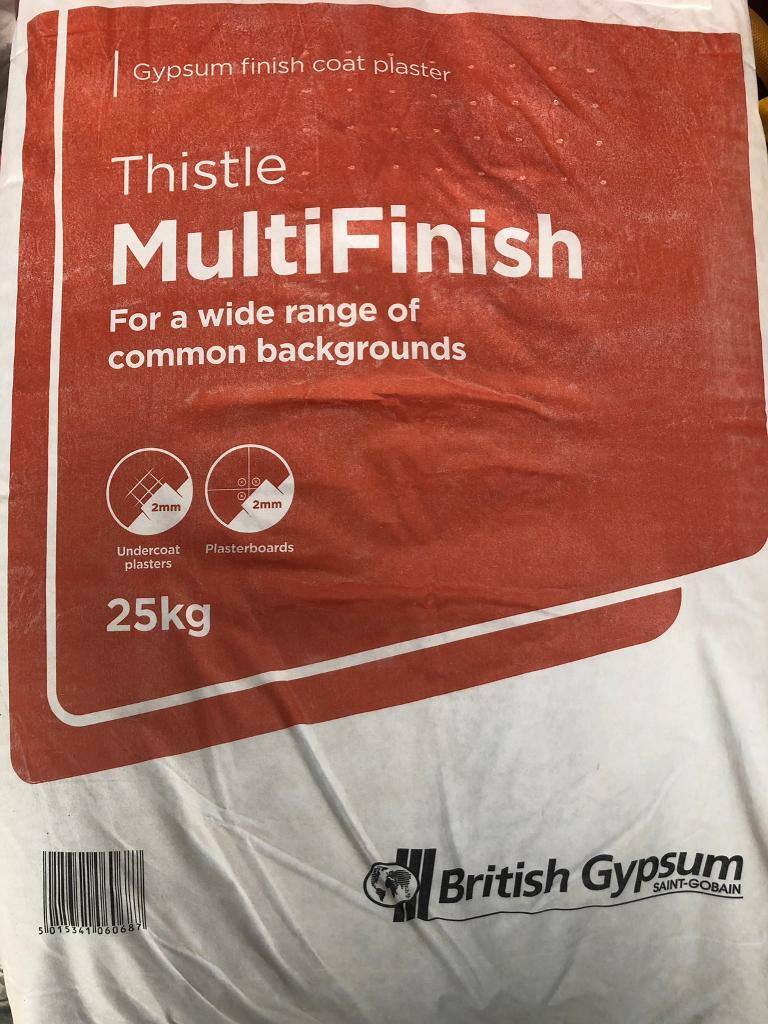 Gypsum finish coat plaster
Thistle
MultiFinish
For a wide range of
common backgrounds
2mm
2mm
Undercoat
plasters
Plasterboards
25kg
British Gypsum
SAINT-GOBAIN
5 015341 060687